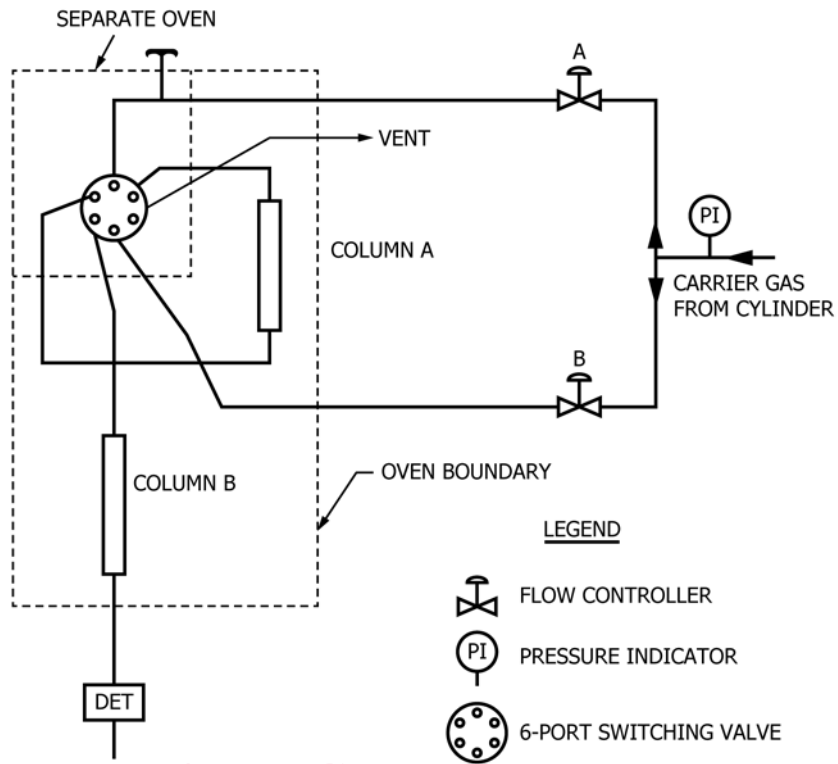 SEPARATE OVEN
A
VENT
PI
COLUMN A
CARRIER GAS
FROM CYLINDER
B
COLUMN B
OVEN BOUNDARY
LEGEND
FLOW CONTROLLER
PI
PRESSURE INDICATOR
DET
6-PORT SWITCHING VALVE